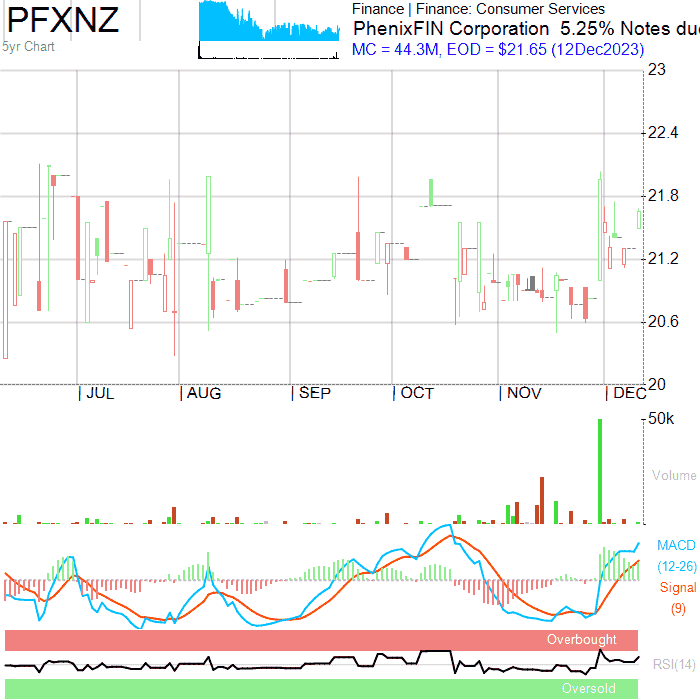 PFXNZ
5yr Chart
Finance | Finance: Consumer Services
PhenixFIN Corporation 5.25% Notes due
MC = 44.3M, EOD = $21.65 (12Dec2023)
23
22.4
21.8
21.2
20.6
20
| JUL | AUG | SEP | OCT | NOV | DEC
50k
Volume
0
MACD
(12-26)
Signal
(9)
Overbought
RSI(14)
Oversold